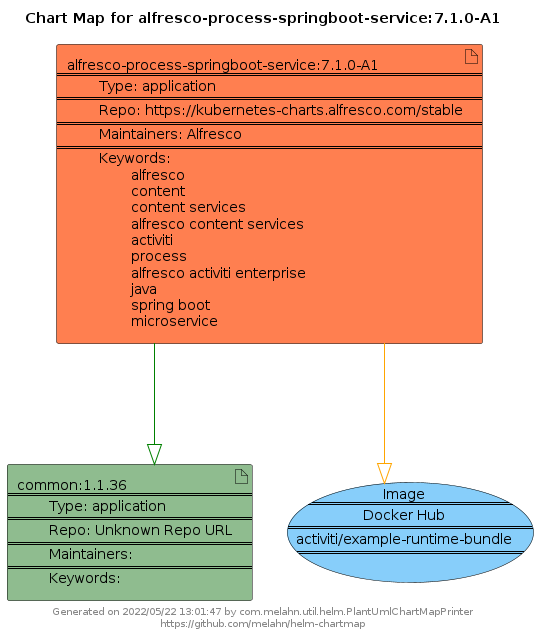 Chart Map for alfresco-process-springboot-service:7.1.0-A1
alfresco-process-springboot-service:7.1.0-A1
Type: application
Repo: https://kubernetes-charts.alfresco.com/stable
Maintainers: Alfresco
Keywords:
alfresco
content
content services
alfresco content services
activiti
process
alfresco activiti enterprise
java
spring boot
microservice
common:1.1.36
Type: application
Repo: Unknown Repo URL
Maintainers:
Keywords:
Image
Docker Hub
activiti/example-runtime-bundle
Generated on 2022/05/22 13:01:47 by com.melahn.util.helm.PlantUmlChartMapPrinter
https://github.com/melahn/helm-chartmap